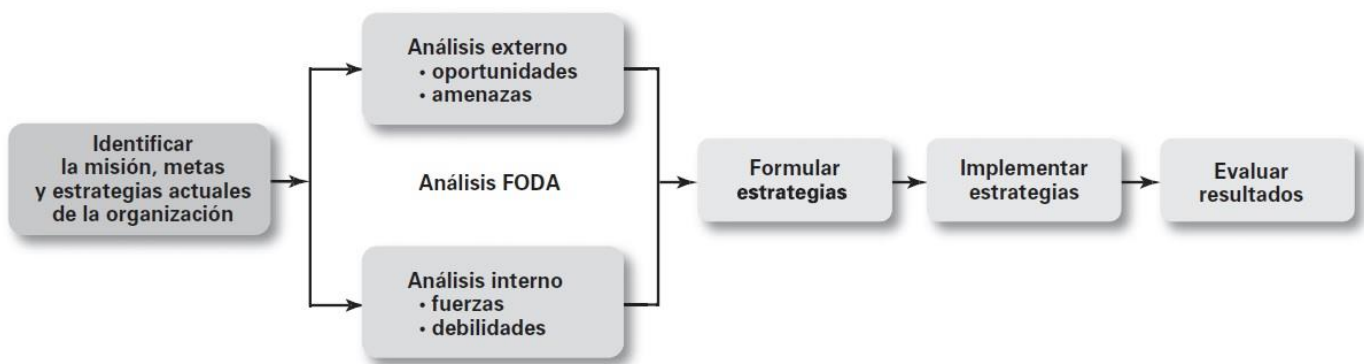 Identificar
la misión, metas
y estrategias actuales
de la organización
Análisis externo
• oportunidades
• amenazas
Análisis FODA
Análisis interno
• fuerzas
• debilidades
Formular
estrategias
Implementar
estrategias
Evaluar
resultados